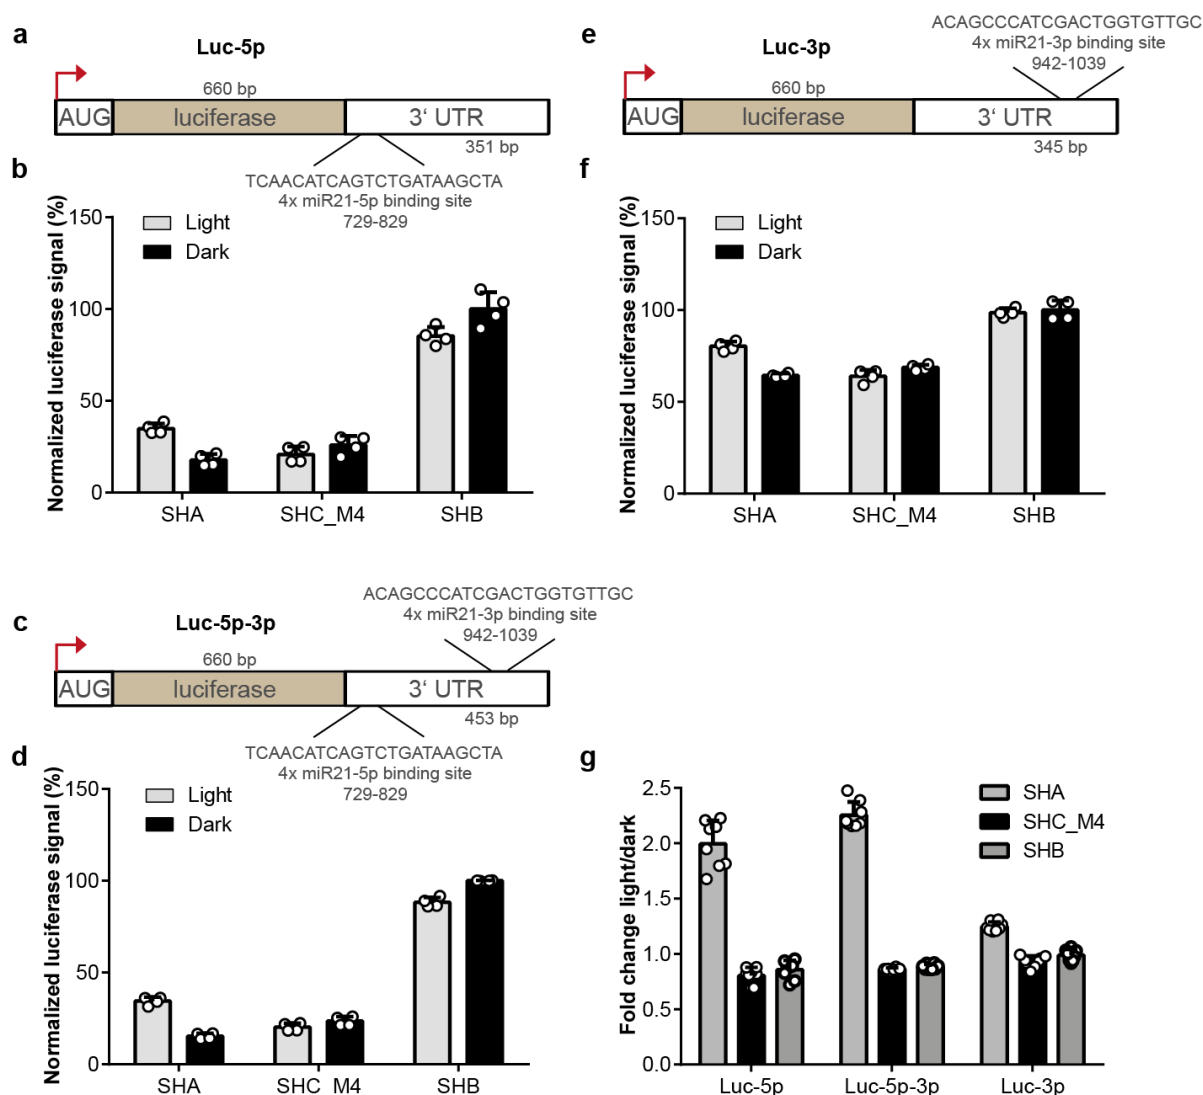 a
Luc-5p
660 bp
AUG
luciferase
3‘ UTR
351 bp
TCAACATCAGTCTGATAAGCTA
4x miR21-5p binding site
729-829
b
Normalized luciferase signal (%)
150
100
50
0
Light
Dark
SHA
SHC_M4
SHB
c
Luc-5p-3p
ACAGCCCATCGACTGGTGTTGC
4x miR21-3p binding site
942-1039
660 bp
AUG
luciferase
3‘ UTR
453 bp
TCAACATCAGTCTGATAAGCTA
4x miR21-5p binding site
729-829
d
Normalized luciferase signal (%)
150
100
50
0
Light
Dark
SHA
SHC M4
SHB
e
Luc-3p
ACAGCCCATCGACTGGTGTTGC
4x miR21-3p binding site
942-1039
660 bp
AUG
luciferase
3‘ UTR
345 bp
f
Normalized luciferase signal (%)
150
100
50
0
Light
Dark
SHA
SHC_M4
SHB
g
Fold change light/dark
2.5
2.0
1.5
1.0
0.5
0.0
SHA
SHC_M4
SHB
Luc-5p
Luc-5p-3p
Luc-3p